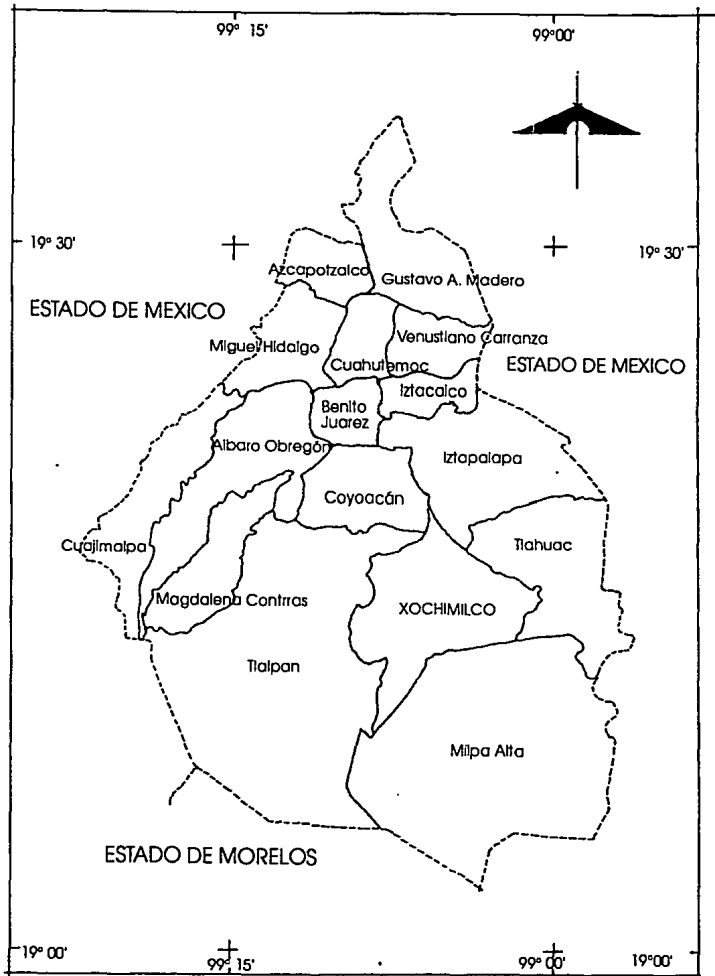 99° 15'
99°00'
19° 30'
19° 30'
Azcapotzalco
Gustavo A. Madero
ESTADO DE MEXICO
Miguel Hidalgo
Venustiano Carranza
Cuahutemoc
ESTADO DE MEXICO
Iztacalco
Benito
Juarez
Albaro Obregón
Iztapalapa
Coyoacán
Cuajimalpa
Tlahuac
Magdalena Contrras
XOCHIMILCO
Tlalpan
Milpa Alta
ESTADO DE MORELOS
19° 00'
99° 15'
99° 00'
19°00'